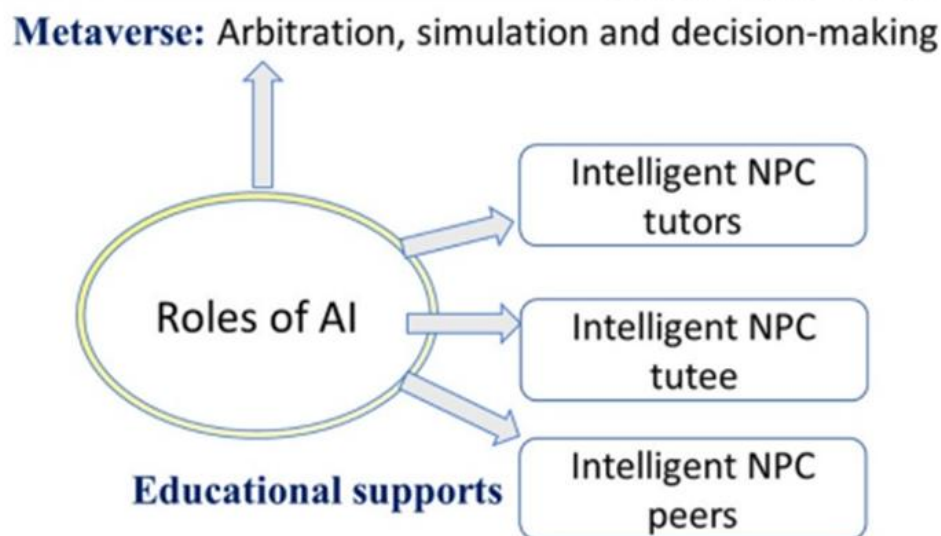 Metaverse: Arbitration, simulation and decision-making
Intelligent NPC
tutors
Roles of AI
Intelligent NPC
tutee
Educational supports
Intelligent NPC
peers